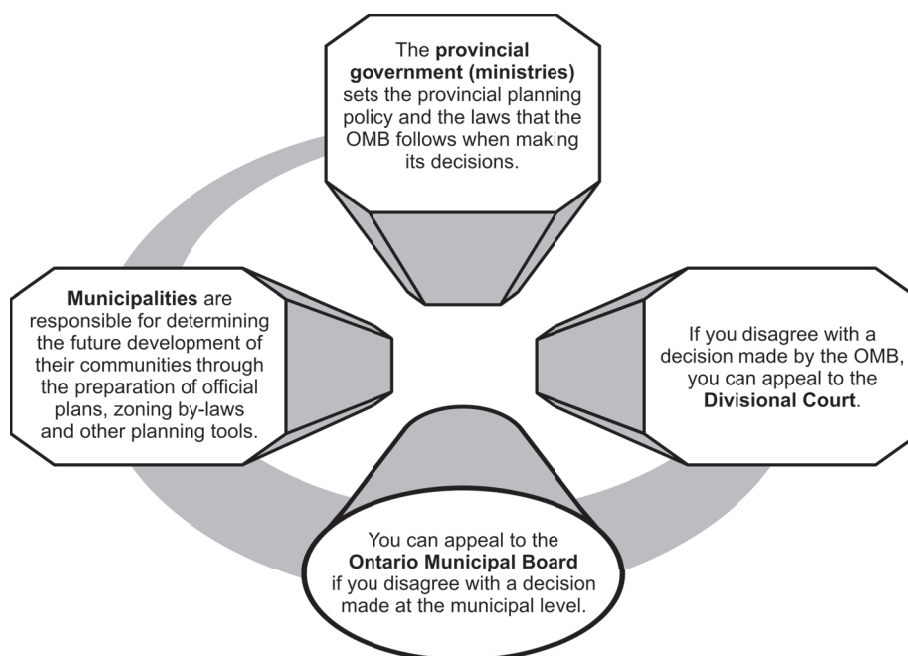 The provincial
government (ministries)
sets the provincial planning
policy and the laws that the
OMB follows when making
its decisions.
Municipalities are
responsible for determining
the future development of
their communities through
the preparation of official
plans, zoning by-laws
and other planning tools.
If you disagree with a
decision made by the OMB,
you can appeal to the
Divisional Court.
You can appeal to the
Ontario Municipal Board
if you disagree with a decision
made at the municipal level.